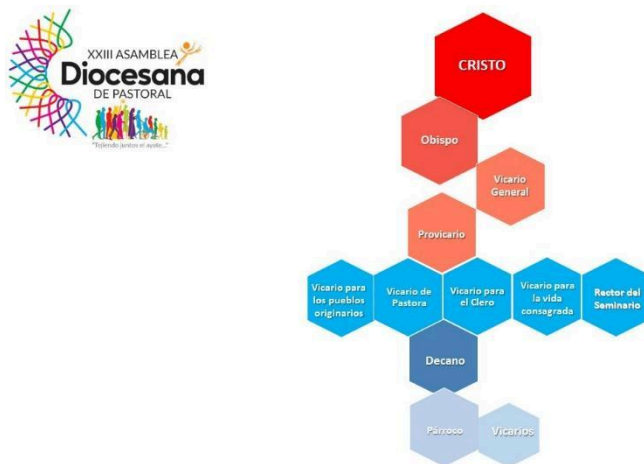 XXIII ASAMBLEA
Diocesana
DE PASTORAL
"Tejiendo juntos el ayate..."
CRISTO
Obispo
Vicario
General
Provicario
Vicario para
los pueblos
originarios
Vicario de
Pastora
Vicario para
el Clero
Vicario para
la vida
consagrada
Rector del
Seminario
Decano
Párroco
Vicarios